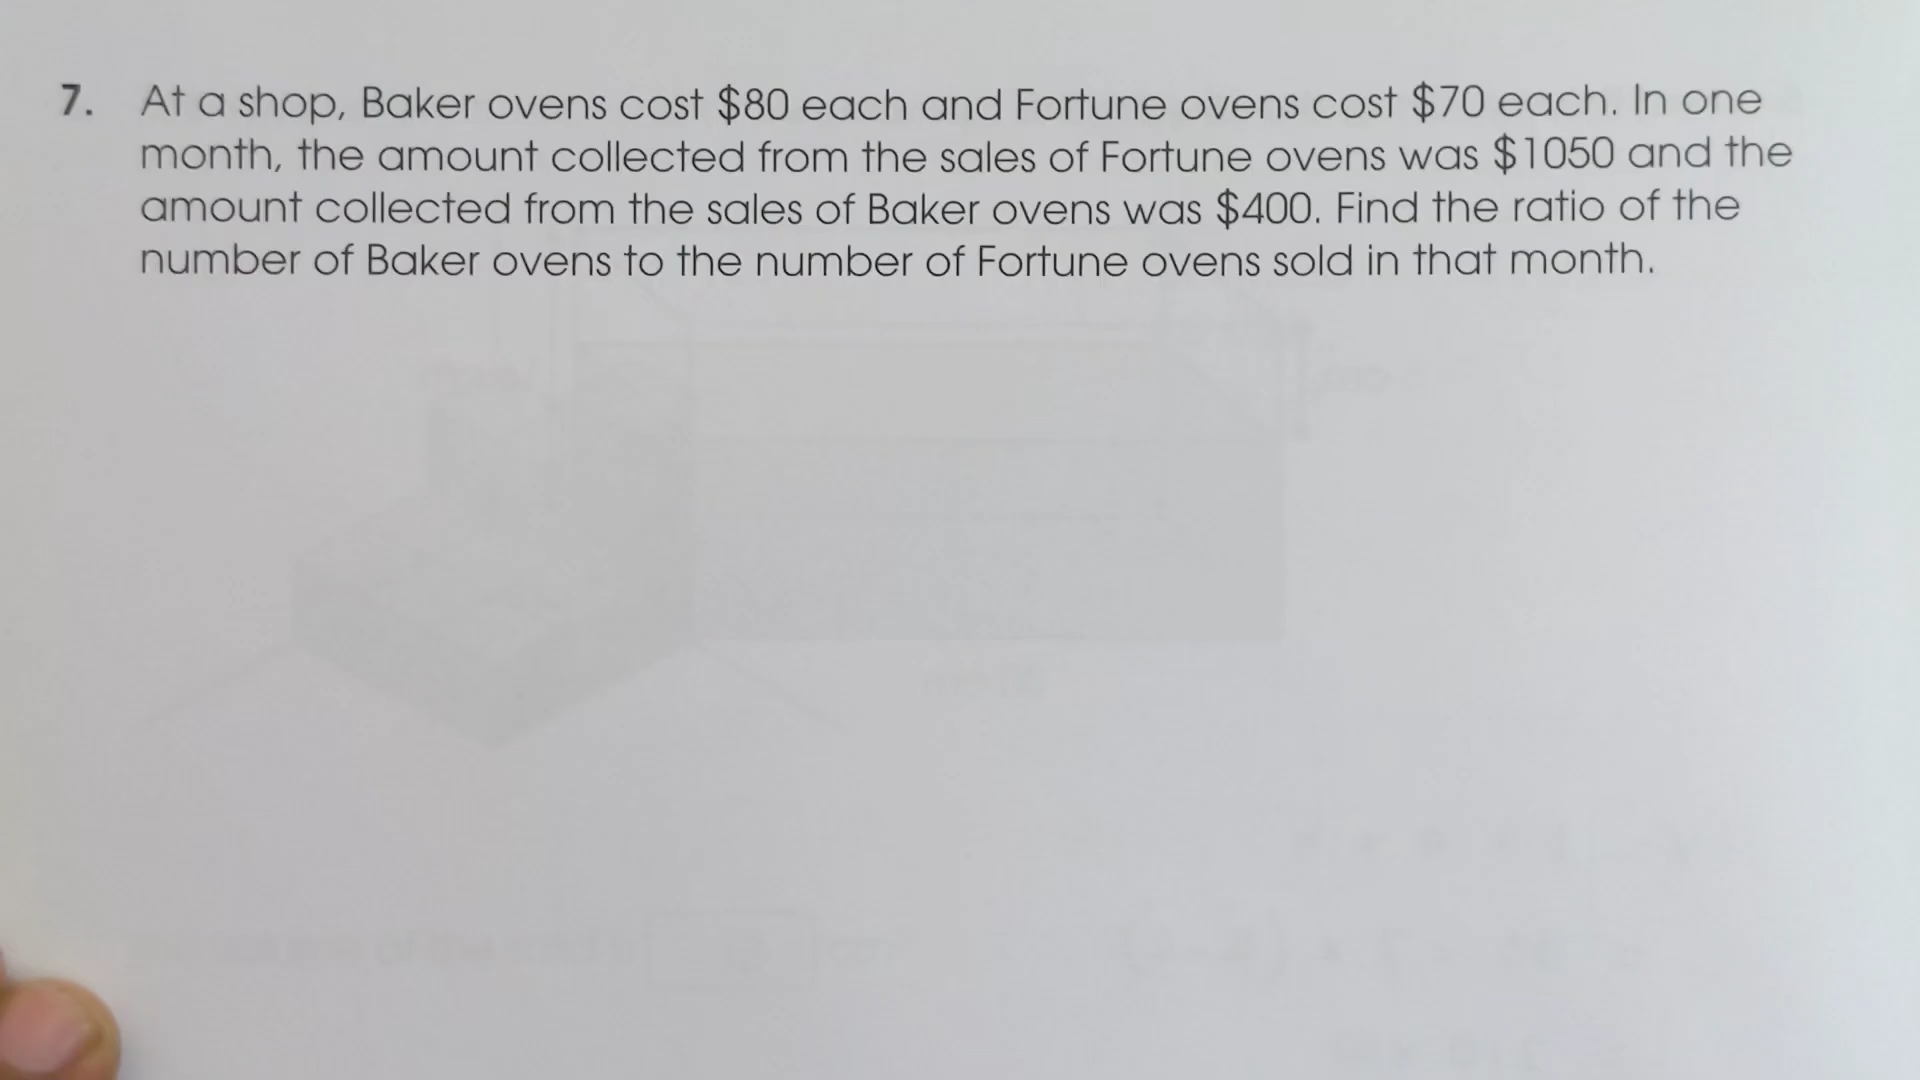 7. At a shop, Baker ovens cost $80 each and Fortune ovens cost $70 each. In one
month, the amount collected from the sales of Fortune ovens was $1050 and the
amount collected from the sales of Baker ovens was $400. Find the ratio of the
number of Baker ovens to the number of Fortune ovens sold in that month.